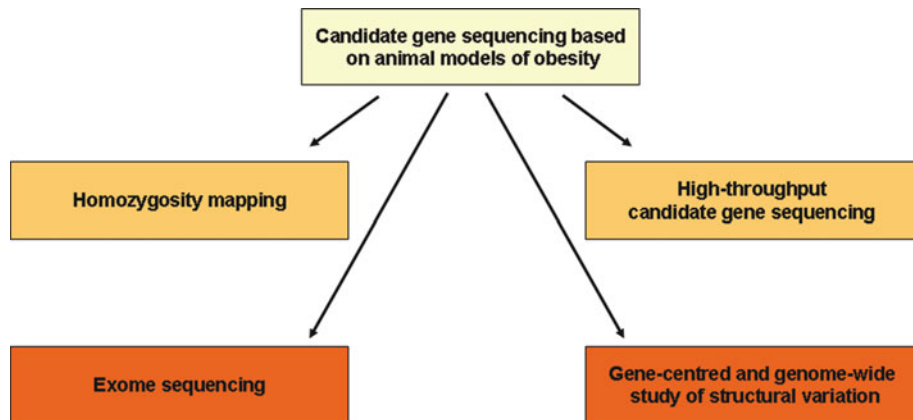 Candidate gene sequencing based
on animal models of obesity
Homozygosity mapping
High-throughput
candidate gene sequencing
Exome sequencing
Gene-centred and genome-wide
study of structural variation